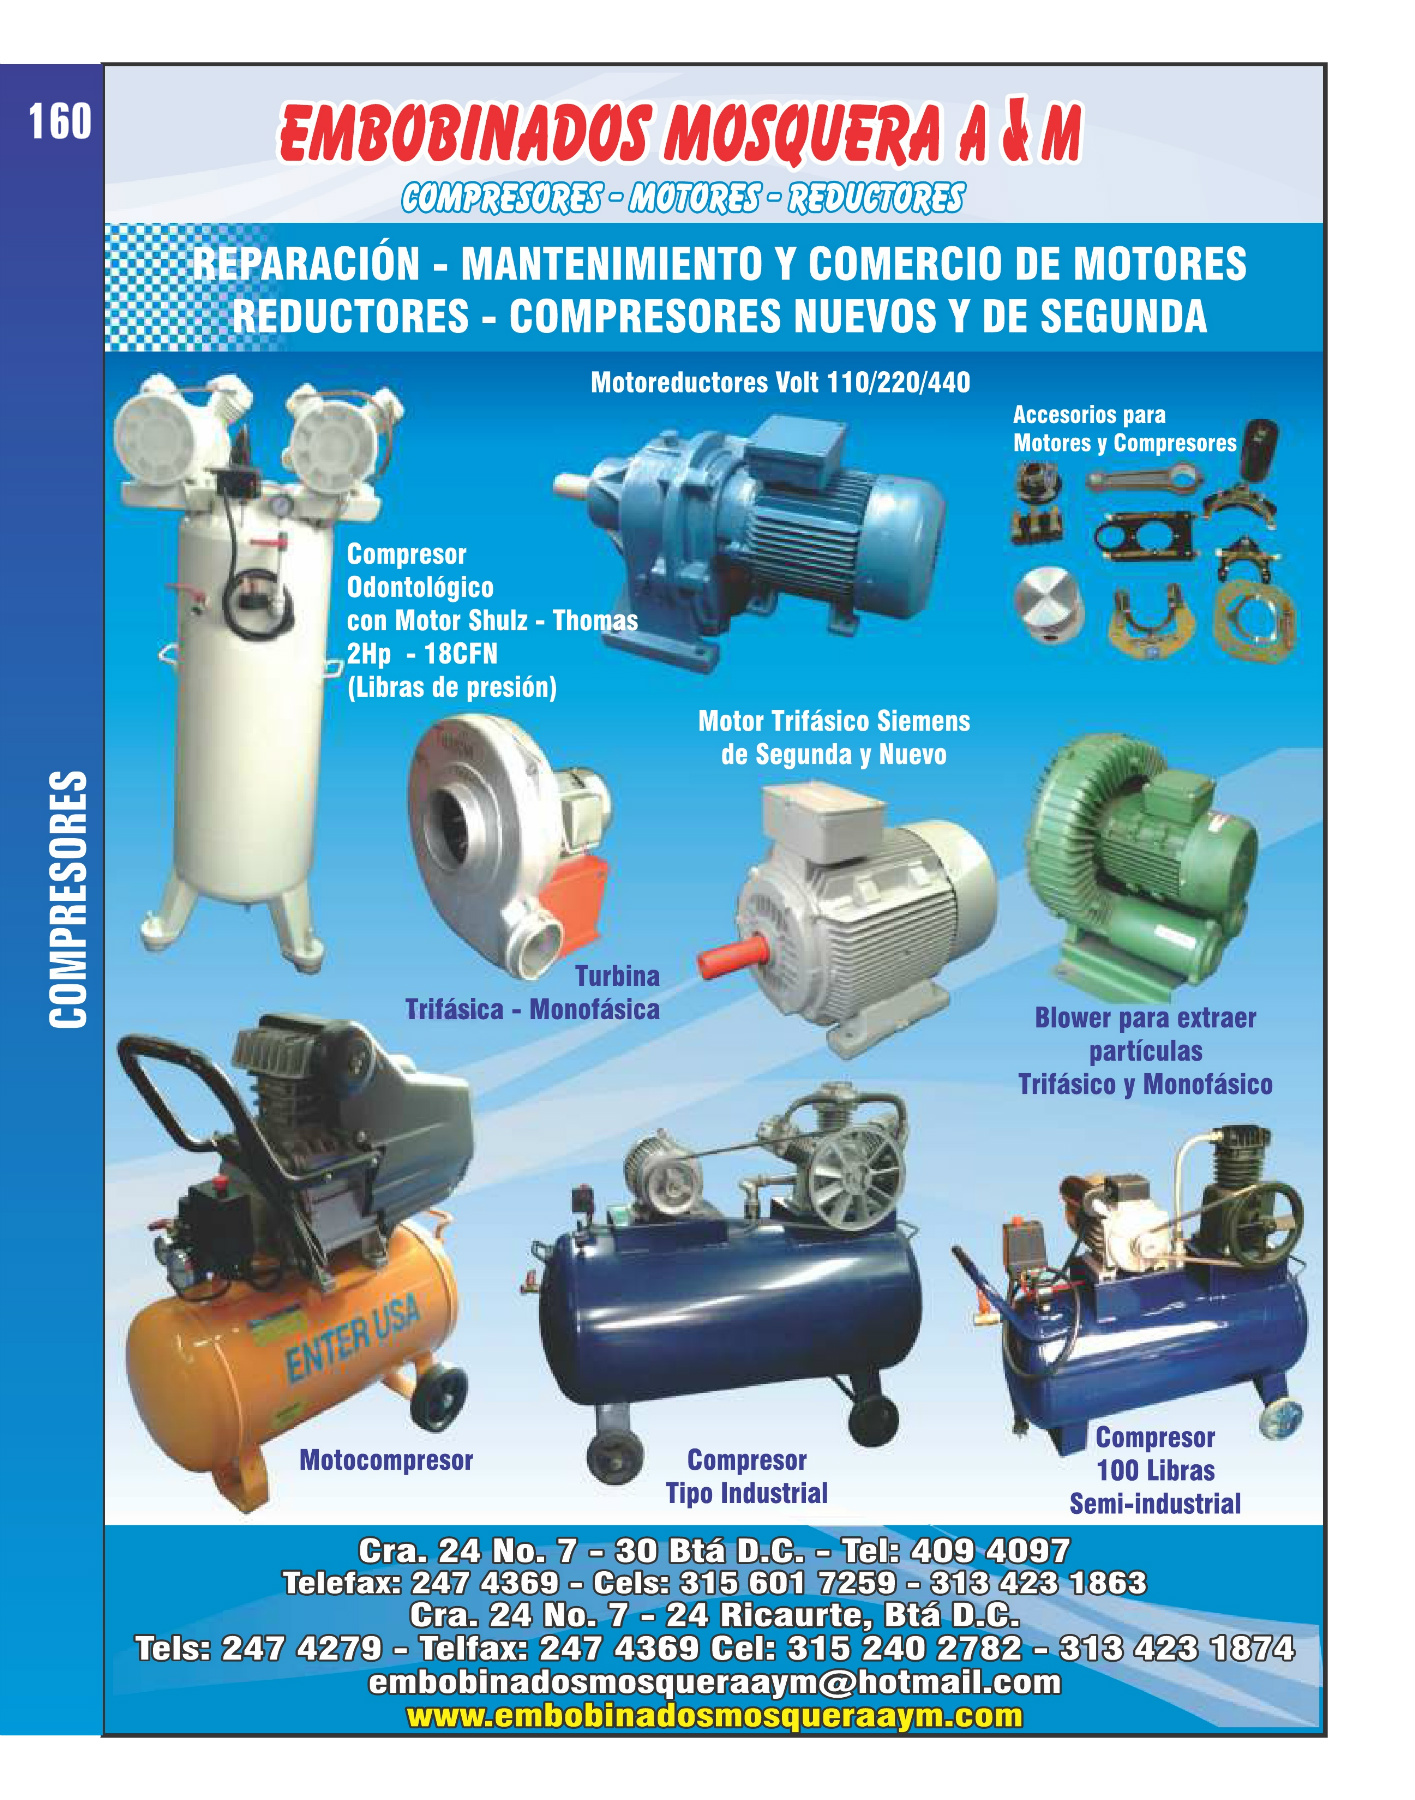 160
EMBOBINADOS MOSQUERA A & M
COMPRESORES - MOTORES - REDUCTORES
REPARACIÓN - MANTENIMIENTO Y COMERCIO DE MOTORES
REDUCTORES - COMPRESORES NUEVOS Y DE SEGUNDA
Motoreductores Volt 110/220/440
Accesorios para
Motores y Compresores
Compresor
Odontológico
con Motor Shulz - Thomas
2Hp - 18CFN
(Libras de presión)
Motor Trifásico Siemens
de Segunda y Nuevo
Turbina
Trifásica - Monofásica
Blower para extraer
partículas
Trifásico y Monofásico
COMPRESORES
ENTER USA
Motocompresor
Compresor
Tipo Industrial
Compresor
100 Libras
Semi-industrial
Cra. 24 No. 7 - 30 Btá D.C. - Tel: 409 4097
Telefax: 247 4369 - Cels: 315 601 7259 - 313 423 1863
Cra. 24 No. 7 - 24 Ricaurte, Btá D.C.
Tels: 247 4279 - Telfax: 247 4369 Cel: 315 240 2782 - 313 423 1874
embobinadosmosqueraaym@hotmail.com
www.embobinadosmosqueraaym.com